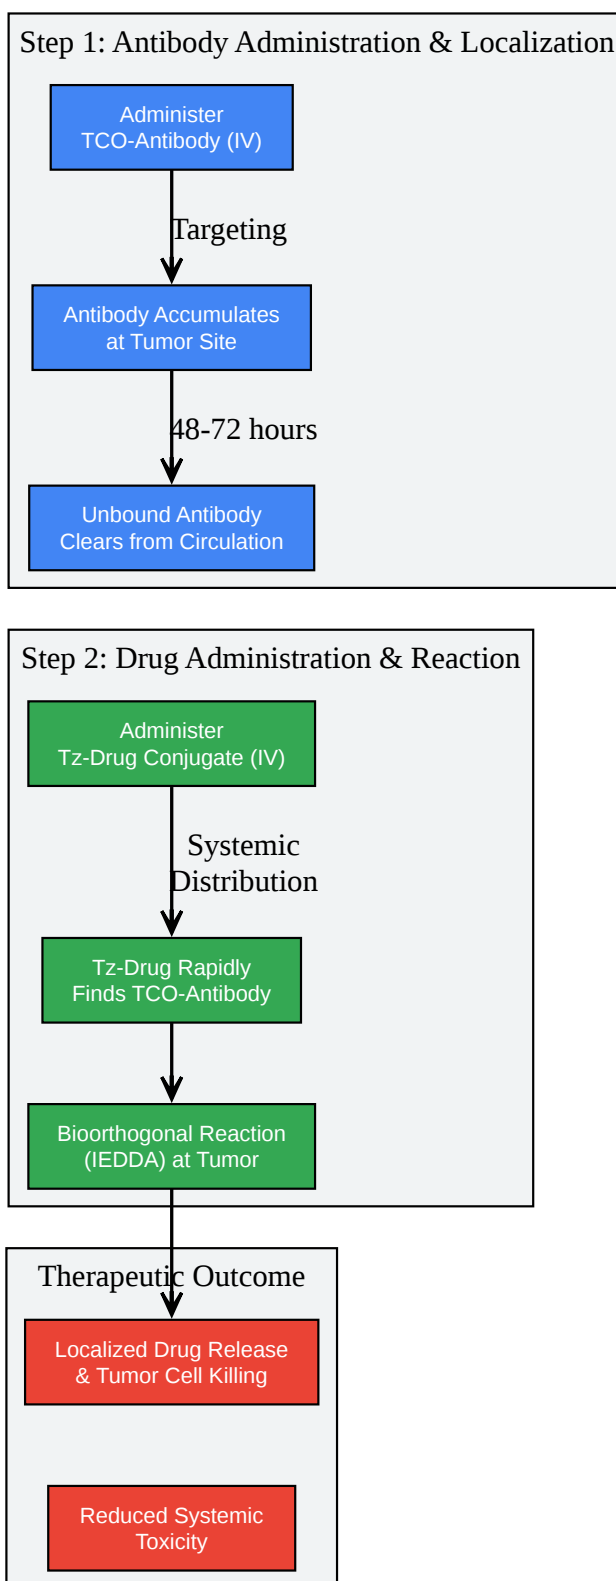 Step 1: Antibody Administration & Localization
Administer
TCO-Antibody (IV)
Targeting
Antibody Accumulates
at Tumor Site
48-72 hours
Unbound Antibody
Clears from Circulation
Step 2: Drug Administration & Reaction
Administer
Tz-Drug Conjugate (IV)
Systemic
Distribution
Tz-Drug Rapidly
Finds TCO-Antibody
Bioorthogonal Reaction
(IEDDA) at Tumor
Therapeutic Outcome
Localized Drug Release
& Tumor Cell Killing
Reduced Systemic
Toxicity